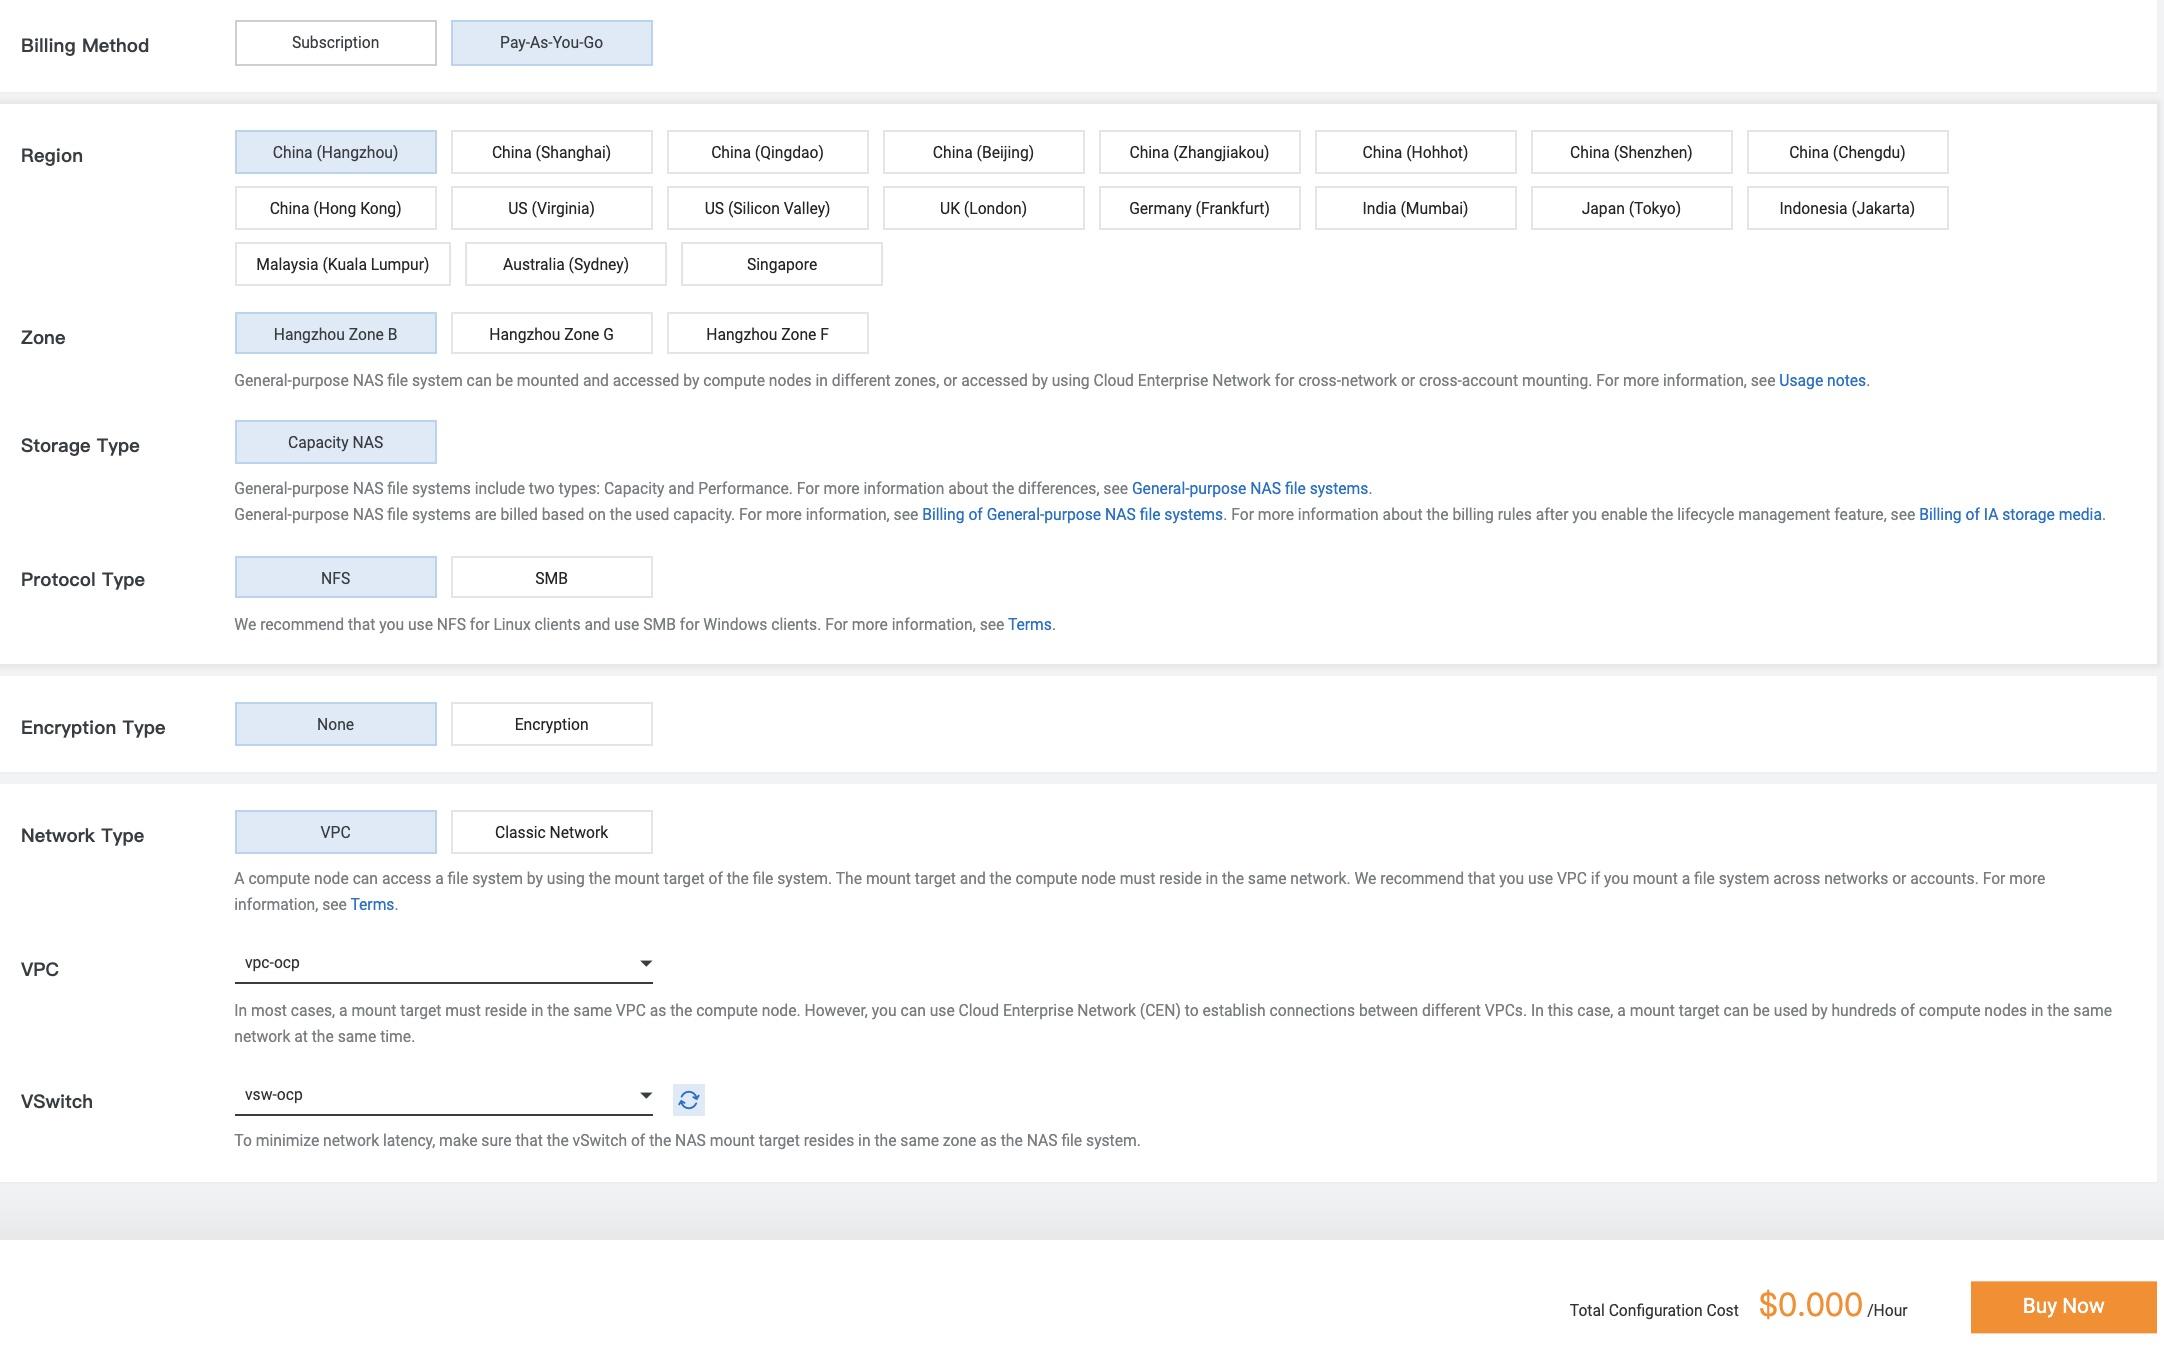 Billing Method Subscription Pay-As-You-Go
Region China (Hangzhou) China (Shanghai) China (Qingdao) China (Beijing) China (Zhangjiakou) China (Hohhot) China (Shenzhen) China (Chengdu)
China (Hong Kong) US (Virginia) US (Silicon Valley) UK (London) Germany (Frankfurt) India (Mumbai) Japan (Tokyo) Indonesia (Jakarta)
Malaysia (Kuala Lumpur) Australia (Sydney) Singapore
Zone Hangzhou Zone B Hangzhou Zone G Hangzhou Zone F
General-purpose NAS file system can be mounted and accessed by compute nodes in different zones, or accessed by using Cloud Enterprise Network for cross-network or cross-account mounting. For more information, see Usage notes.
Storage Type Capacity NAS
General-purpose NAS file systems include two types: Capacity and Performance. For more information about the differences, see General-purpose NAS file systems.
General-purpose NAS file systems are billed based on the used capacity. For more information, see Billing of General-purpose NAS file systems. For more information about the billing rules after you enable the lifecycle management feature, see Billing of IA storage media.
Protocol Type NFS SMB
We recommend that you use NFS for Linux clients and use SMB for Windows clients. For more information, see Terms.
Encryption Type None Encryption
Network Type VPC Classic Network
A compute node can access a file system by using the mount target of the file system. The mount target and the compute node must reside in the same network. We recommend that you use VPC if you mount a file system across networks or accounts. For more
information, see Terms.
VPC vpc-ocp
In most cases, a mount target must reside in the same VPC as the compute node. However, you can use Cloud Enterprise Network (CEN) to establish connections between different VPCs. In this case, a mount target can be used by hundreds of compute nodes in the same
network at the same time.
VSwitch vsw-ocp
To minimize network latency, make sure that the vSwitch of the NAS mount target resides in the same zone as the NAS file system.
Total Configuration Cost $0.000 /Hour Buy Now